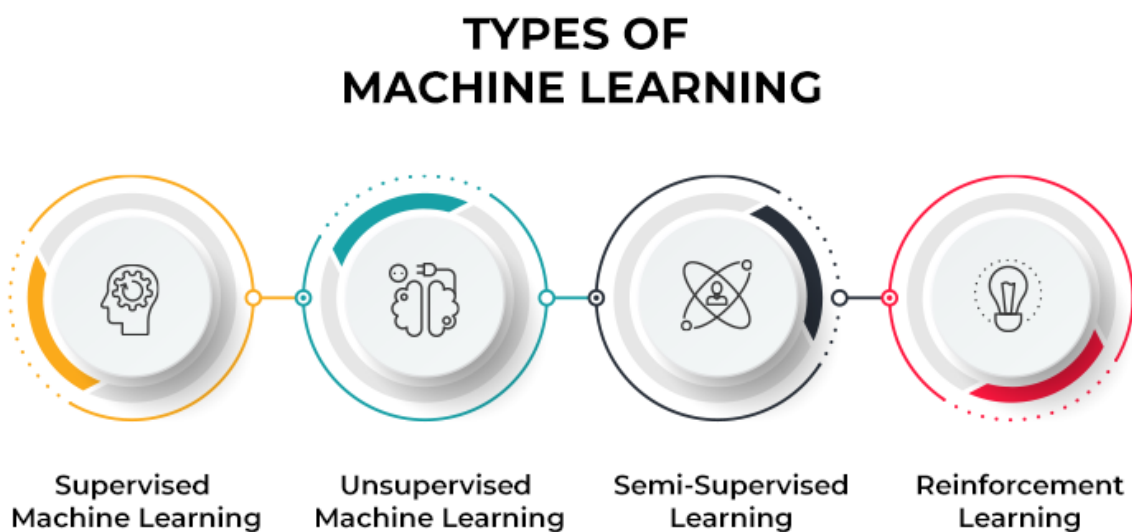 TYPES OF
MACHINE LEARNING
Supervised
Machine Learning
Unsupervised
Machine Learning
Semi-Supervised
Learning
Reinforcement
Learning